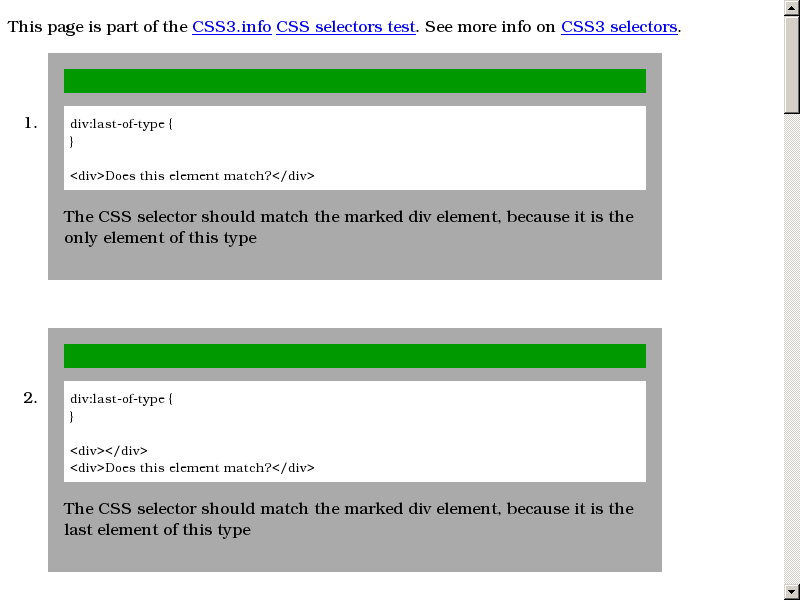 This page is part of the CSS3.info CSS selectors test. See more info on CSS3 selectors.
1.
div:last-of-type {
}
<div>Does this element match?</div>
The CSS selector should match the marked div element, because it is the
only element of this type
2.
div:last-of-type {
}
<div></div>
<div>Does this element match?</div>
The CSS selector should match the marked div element, because it is the
last element of this type